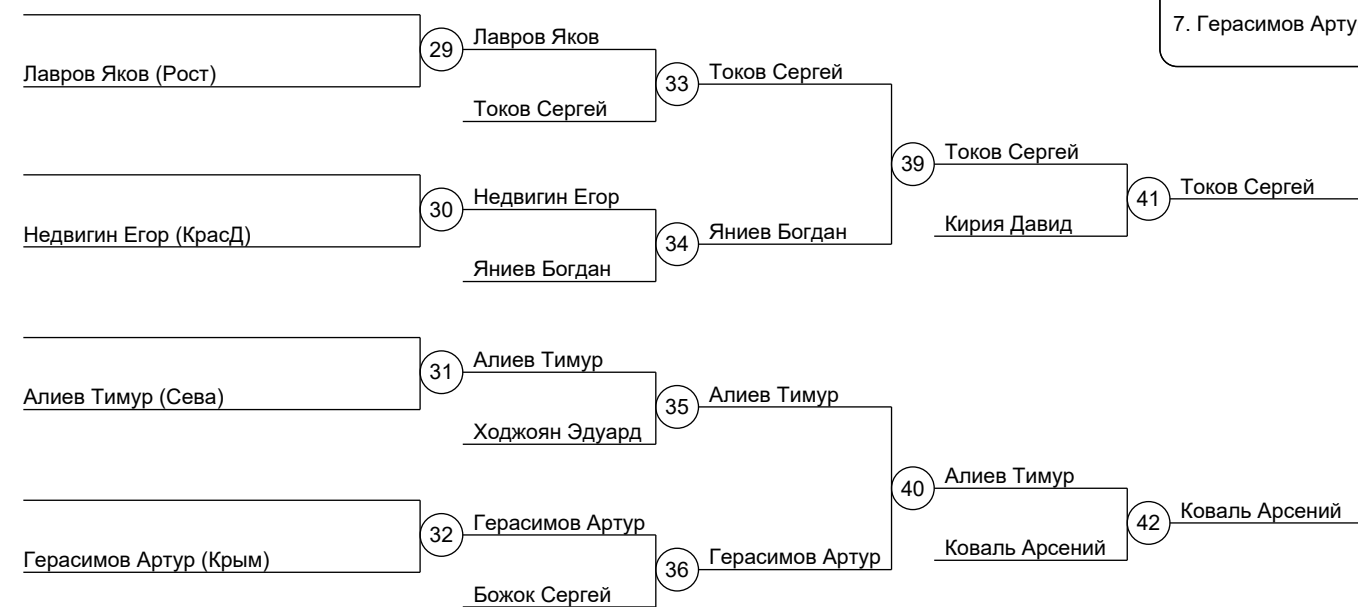 7. Герасимов Арту
29
Лавров Яков
Лавров Яков (Рост)
33
Токов Сергей
Токов Сергей
39
Токов Сергей
30
Недвигин Егор
41
Токов Сергей
Недвигин Егор (КрасД)
34
Яниев Богдан
Кирия Давид
Яниев Богдан
31
Алиев Тимур
Алиев Тимур (Сева)
35
Алиев Тимур
Ходжоян Эдуард
40
Алиев Тимур
32
Герасимов Артур
42
Коваль Арсений
Герасимов Артур (Крым)
36
Герасимов Артур
Коваль Арсений
Божок Сергей